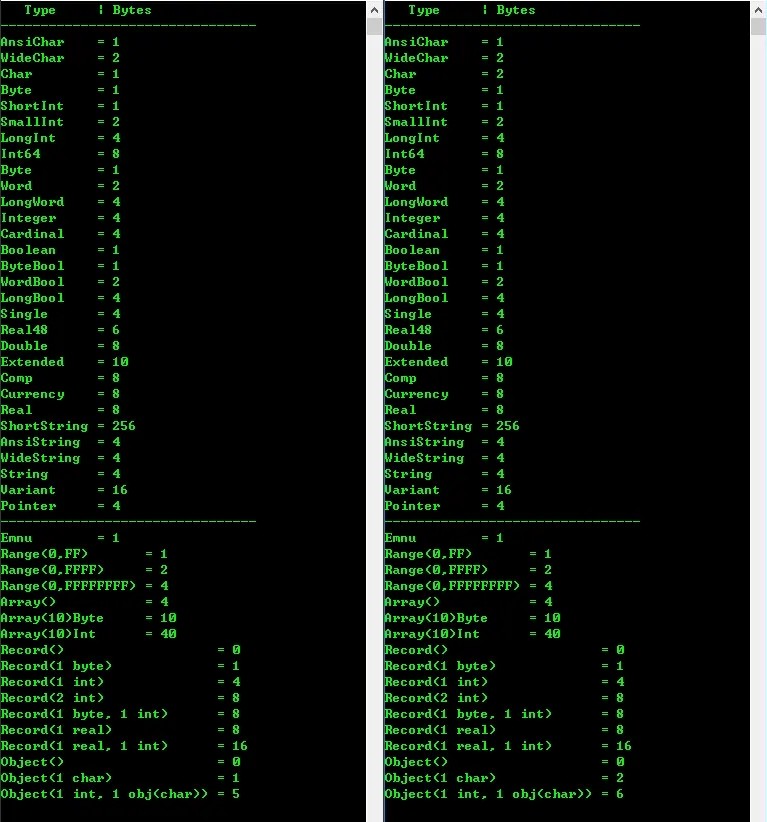 Type | Bytes
--------------------------------
AnsiChar = 1
WideChar = 2
Char = 1
Byte = 1
ShortInt = 1
SmallInt = 2
LongInt = 4
Int64 = 8
Byte = 1
Word = 2
LongWord = 4
Integer = 4
Cardinal = 4
Boolean = 1
ByteBool = 1
WordBool = 2
LongBool = 4
Single = 4
Real48 = 6
Double = 8
Extended = 10
Comp = 8
Currency = 8
Real = 8
ShortString = 256
AnsiString = 4
WideString = 4
String = 4
Variant = 16
Pointer = 4
--------------------------------
Emnu = 1
Range(0,FF) = 1
Range(0,FFFF) = 2
Range(0,FFFFFFFF) = 4
Array() = 4
Array(10)Byte = 10
Array(10)Int = 40
Record() = 0
Record(1 byte) = 1
Record(1 int) = 4
Record(2 int) = 8
Record(1 byte, 1 int) = 8
Record(1 real) = 8
Record(1 real, 1 int) = 16
Object() = 0
Object(1 char) = 1
Object(1 int, 1 obj(char)) = 5
Type | Bytes
--------------------------------
AnsiChar = 1
WideChar = 2
Char = 2
Byte = 1
ShortInt = 1
SmallInt = 2
LongInt = 4
Int64 = 8
Byte = 1
Word = 2
LongWord = 4
Integer = 4
Cardinal = 4
Boolean = 1
ByteBool = 1
WordBool = 2
LongBool = 4
Single = 4
Real48 = 6
Double = 8
Extended = 10
Comp = 8
Currency = 8
Real = 8
ShortString = 256
AnsiString = 4
WideString = 4
String = 4
Variant = 16
Pointer = 4
--------------------------------
Emnu = 1
Range(0,FF) = 1
Range(0,FFFF) = 2
Range(0,FFFFFFFF) = 4
Array() = 4
Array(10)Byte = 10
Array(10)Int = 40
Record() = 0
Record(1 byte) = 1
Record(1 int) = 4
Record(2 int) = 8
Record(1 byte, 1 int) = 8
Record(1 real) = 8
Record(1 real, 1 int) = 16
Object() = 0
Object(1 char) = 2
Object(1 int, 1 obj(char)) = 6